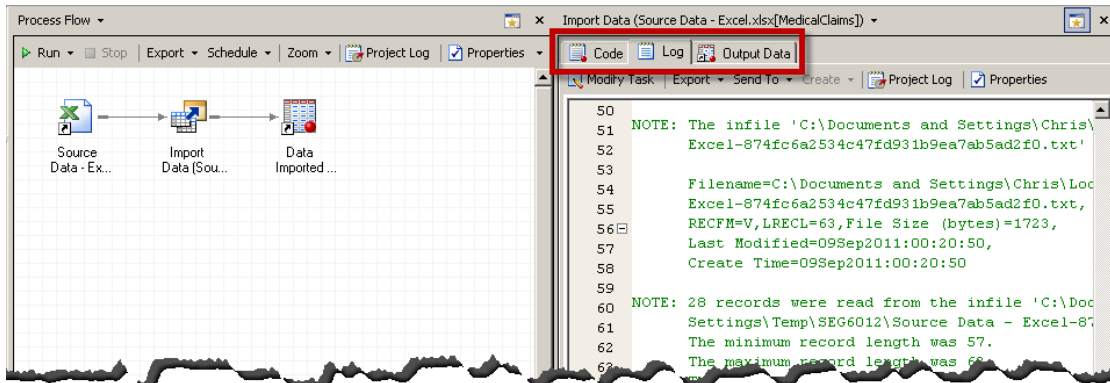 Process Flow
Run Stop Export Schedule Zoom Project Log Properties
Source
Data - Ex...
Import
Data (Sou...
Data
Imported ...
Import Data (Source Data - Excel.xlsx[MedicalClaims])
Code Log Output Data
Modify Task Export Send To Create Project Log Properties
50
51 NOTE: The infile 'C:\Documents and Settings\Chris\
52 Excel-874fc6a2534c47fd931b9ea7ab5ad2f0.txt'
53
54 Filename=C:\Documents and Settings\Chris\Loc
55 Excel-874fc6a2534c47fd931b9ea7ab5ad2f0.txt,
56 RECFM=V,LRECL=63,File Size (bytes)=1723,
57 Last Modified=09Sep2011:00:20:50,
58 Create Time=09Sep2011:00:20:50
59
60 NOTE: 28 records were read from the infile 'C:\Doc
61 Settings\Temp\SEG6012\Source Data - Excel-87
62 The minimum record length was 57.
The maximum record length was